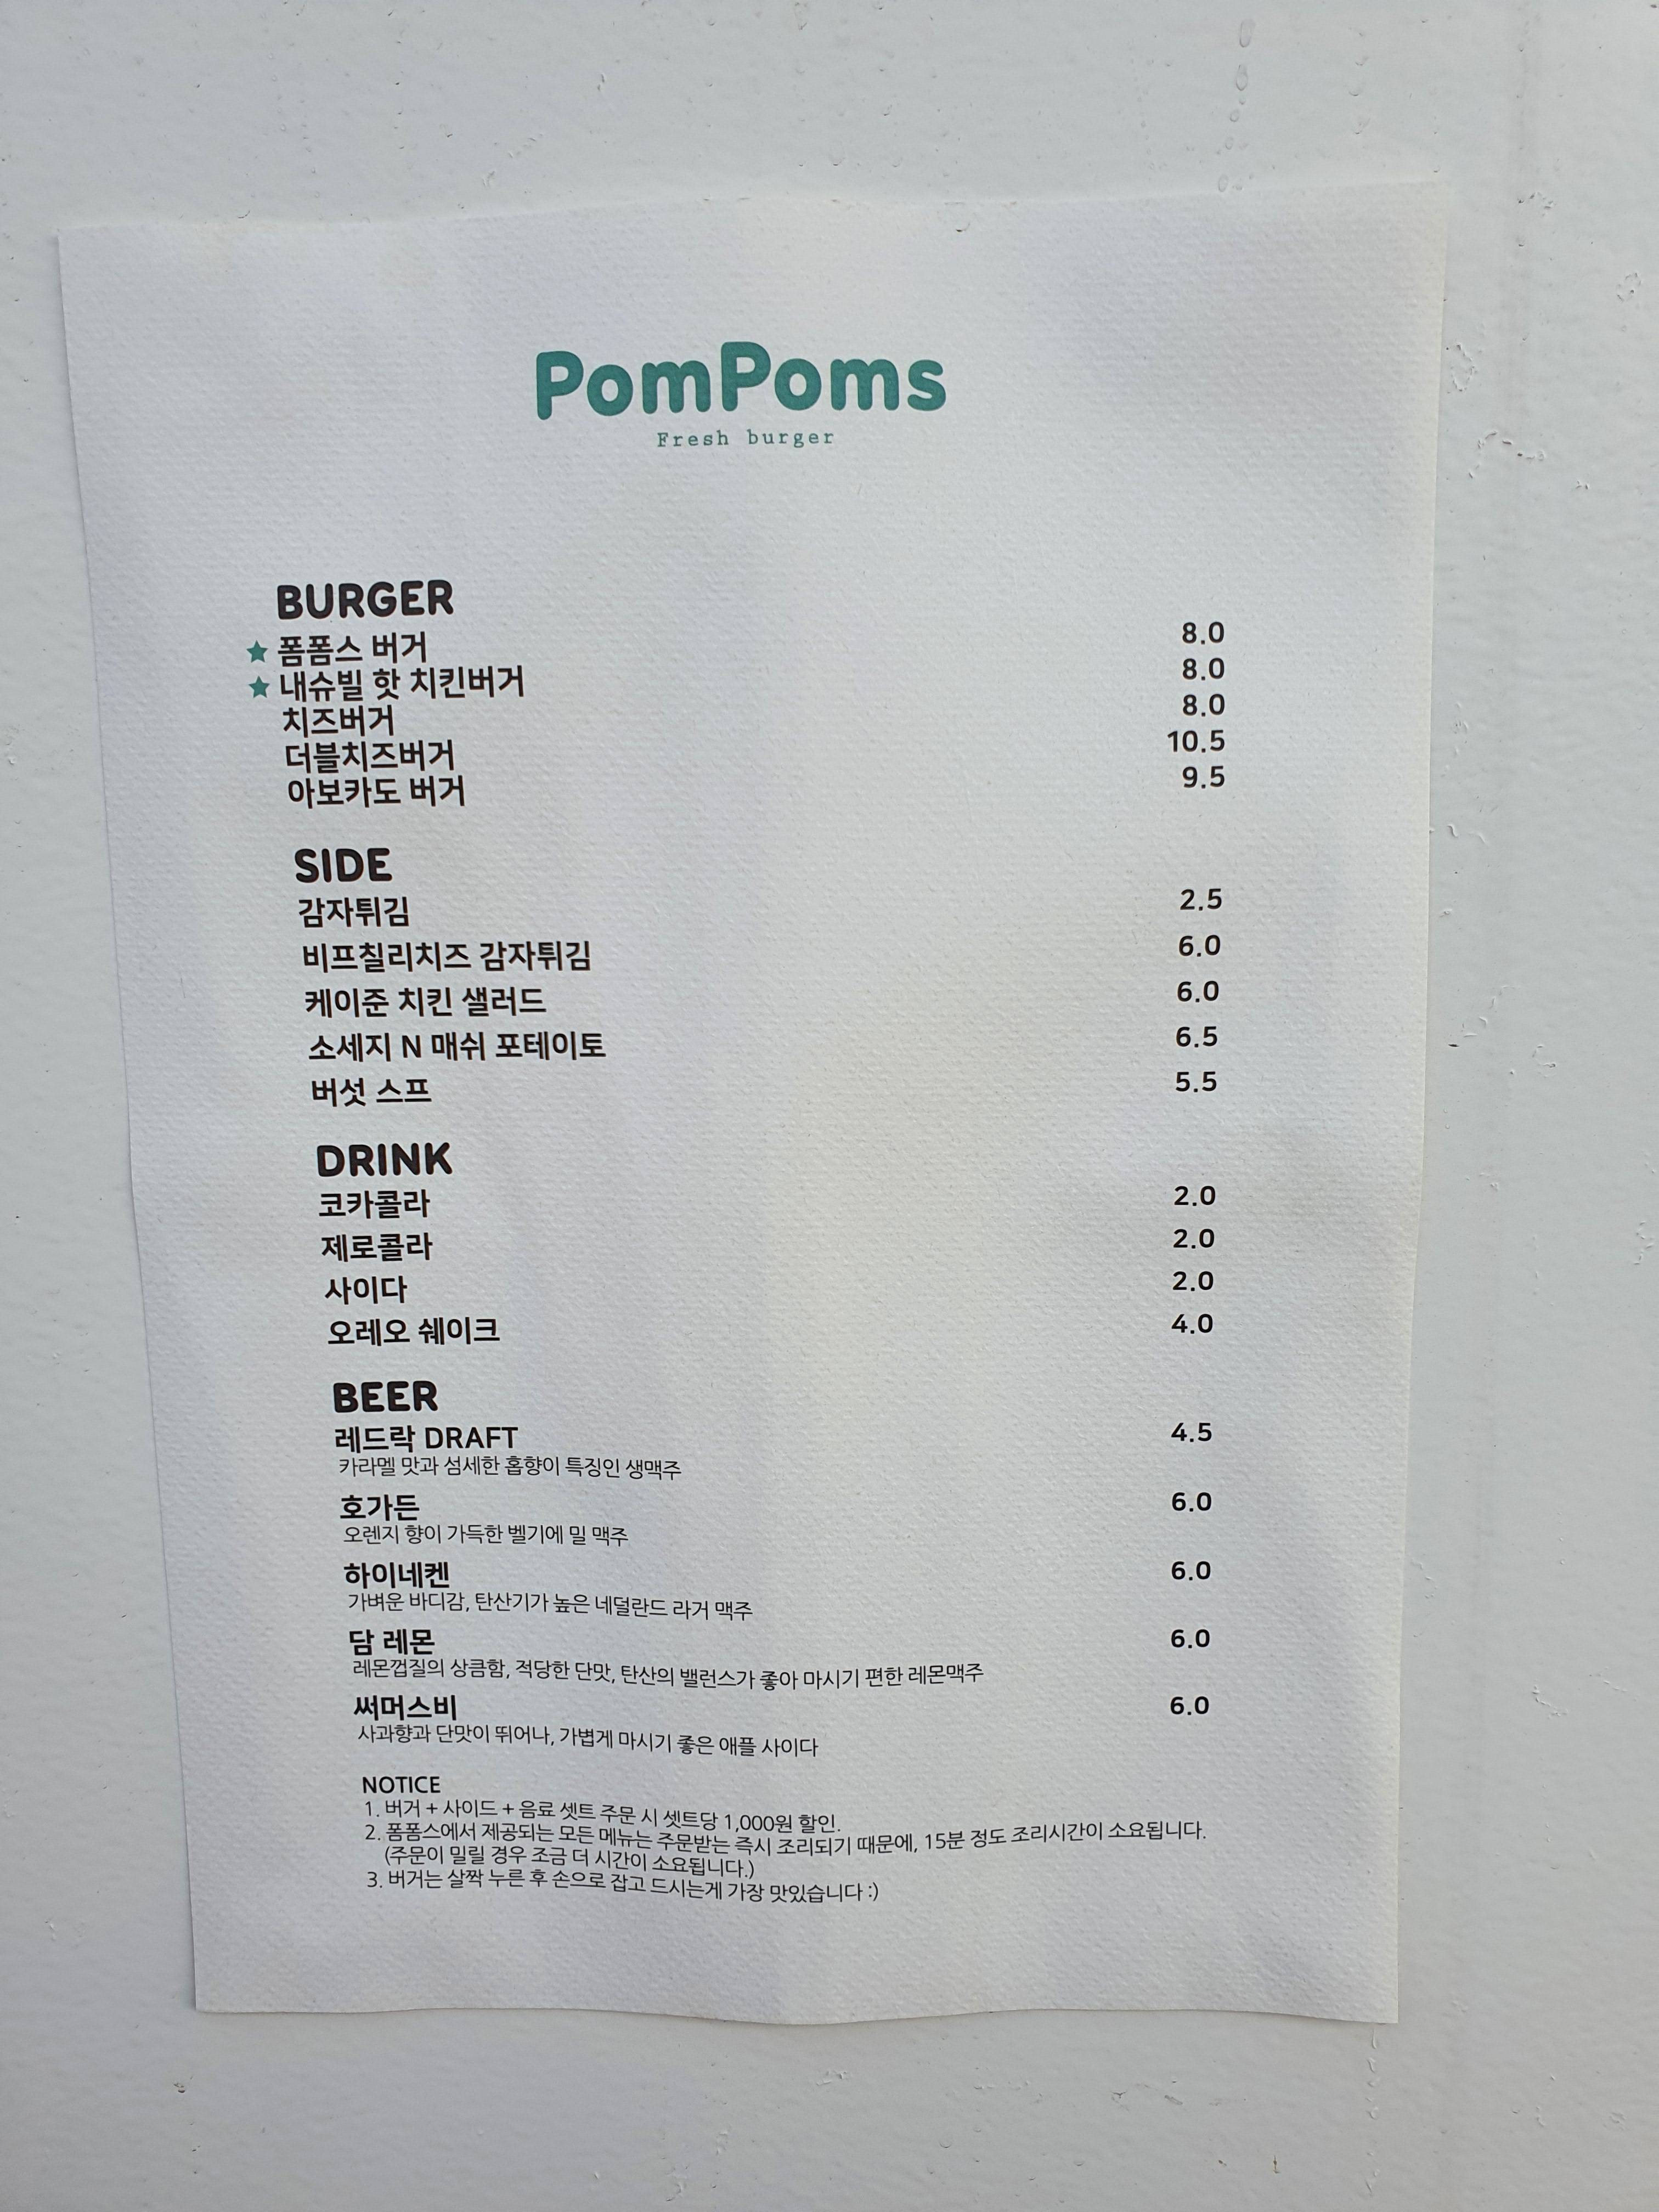 PomPoms
Fresh burger
BURGER
★ 폼폼스 버거 8.0
★ 내슈빌 핫 치킨버거 8.0
치즈버거 8.0
더블치즈버거 10.5
아보카도 버거 9.5
SIDE
감자튀김 2.5
비프칠리치즈 감자튀김 6.0
케이준 치킨 샐러드 6.0
소세지 N 매쉬 포테이토 6.5
버섯 스프 5.5
DRINK
코카콜라 2.0
제로콜라 2.0
사이다 2.0
오레오 쉐이크 4.0
BEER
레드락 DRAFT 4.5
카라멜 맛과 섬세한 홉향이 특징인 생맥주
호가든 6.0
오렌지 향이 가득한 벨기에 밀 맥주
하이네켄 6.0
가벼운 바디감, 탄산기가 높은 네덜란드 라거 맥주
담 레몬 6.0
레몬껍질의 상큼함, 적당한 단맛, 탄산의 밸런스가 좋아 마시기 편한 레몬맥주
써머스비 6.0
사과향과 단맛이 뛰어나, 가볍게 마시기 좋은 애플 사이다
NOTICE
1. 버거 + 사이드 + 음료 셋트 주문 시 셋트당 1,000원 할인.
2. 폼폼스에서 제공되는 모든 메뉴는 주문받는 즉시 조리되기 때문에, 15분 정도 조리시간이 소요됩니다.
(주문이 밀릴 경우 조금 더 시간이 소요됩니다.)
3. 버거는 살짝 누른 후 손으로 잡고 드시는게 가장 맛있습니다 :)